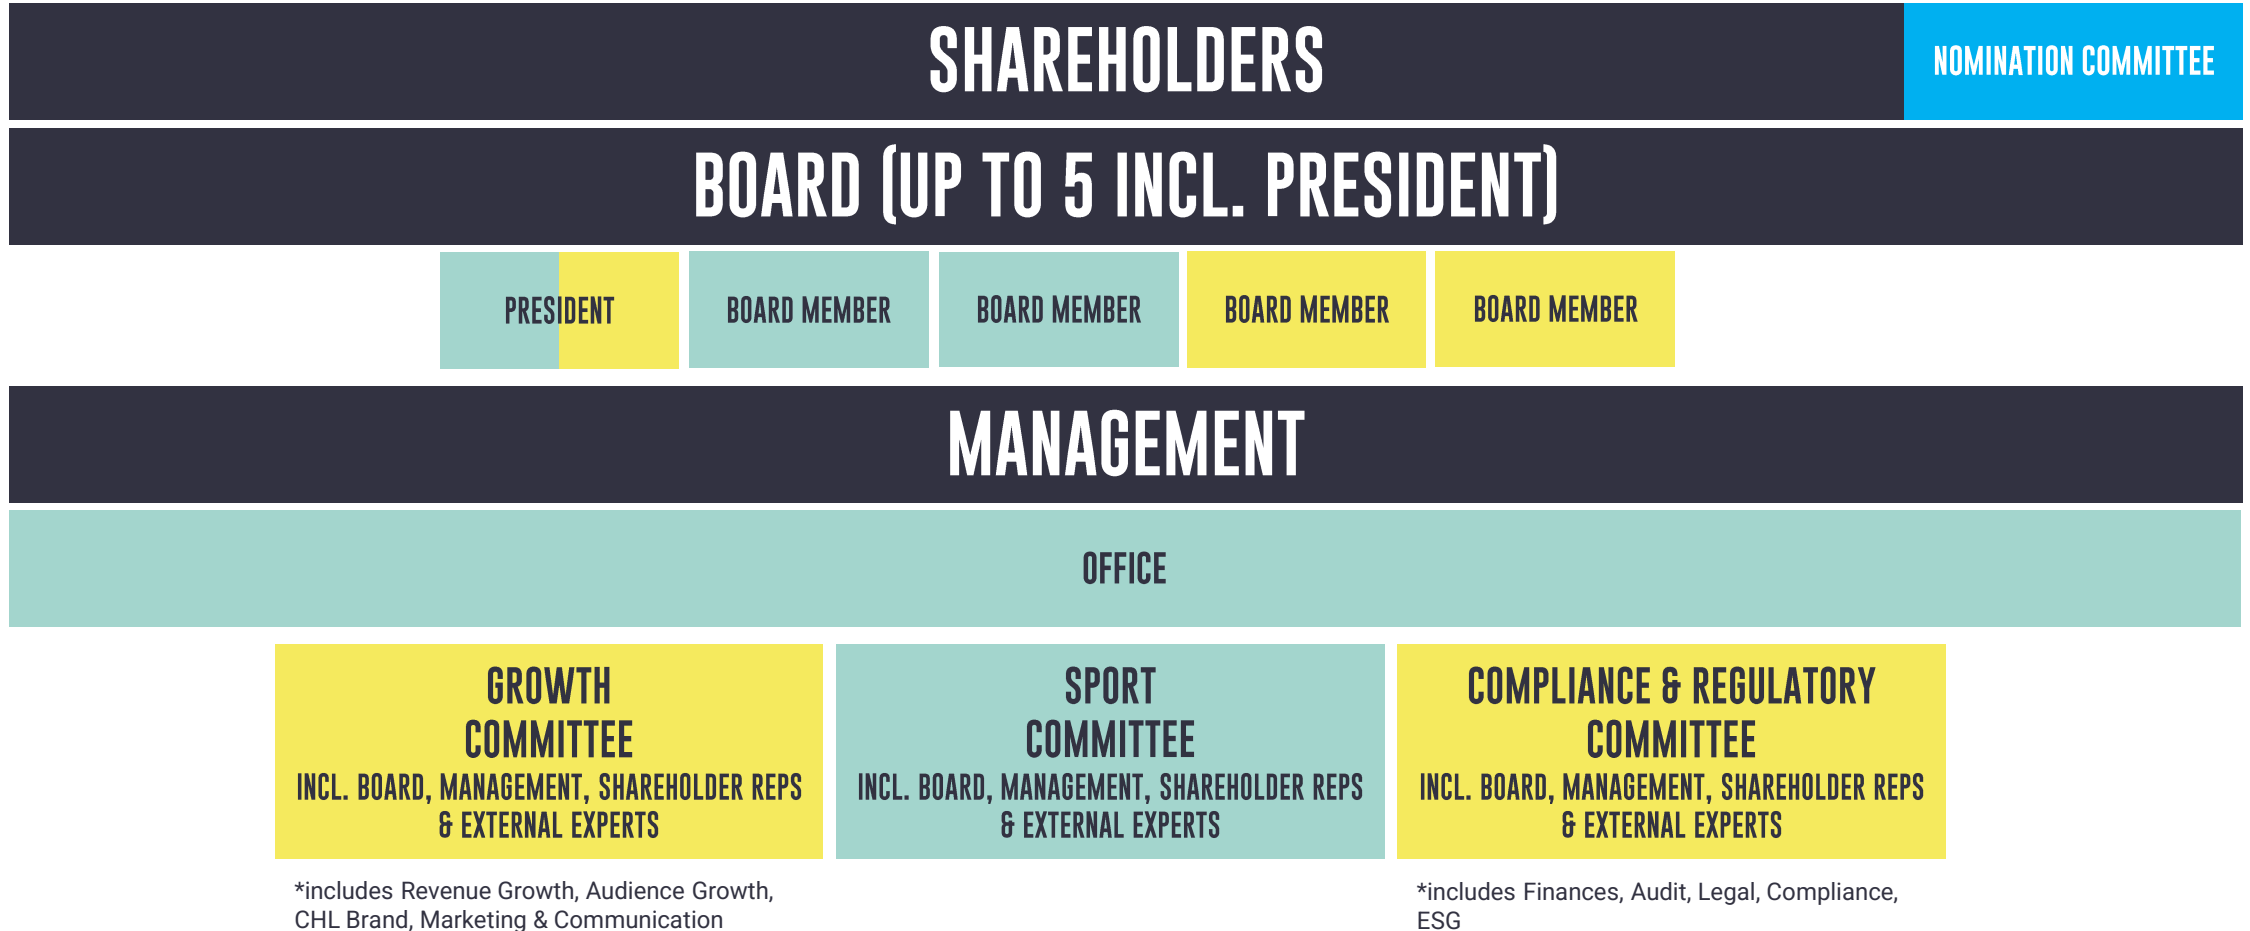 SHAREHOLDERS
NOMINATION COMMITTEE
BOARD (UP TO 5 INCL. PRESIDENT)
PRESIDENT
BOARD MEMBER
BOARD MEMBER
BOARD MEMBER
BOARD MEMBER
MANAGEMENT
OFFICE
GROWTH
COMMITTEE
INCL. BOARD, MANAGEMENT, SHAREHOLDER REPS
& EXTERNAL EXPERTS
SPORT
COMMITTEE
INCL. BOARD, MANAGEMENT, SHAREHOLDER REPS
& EXTERNAL EXPERTS
COMPLIANCE & REGULATORY
COMMITTEE
INCL. BOARD, MANAGEMENT, SHAREHOLDER REPS
& EXTERNAL EXPERTS
*includes Revenue Growth, Audience Growth,
CHL Brand, Marketing & Communication
*includes Finances, Audit, Legal, Compliance,
ESG